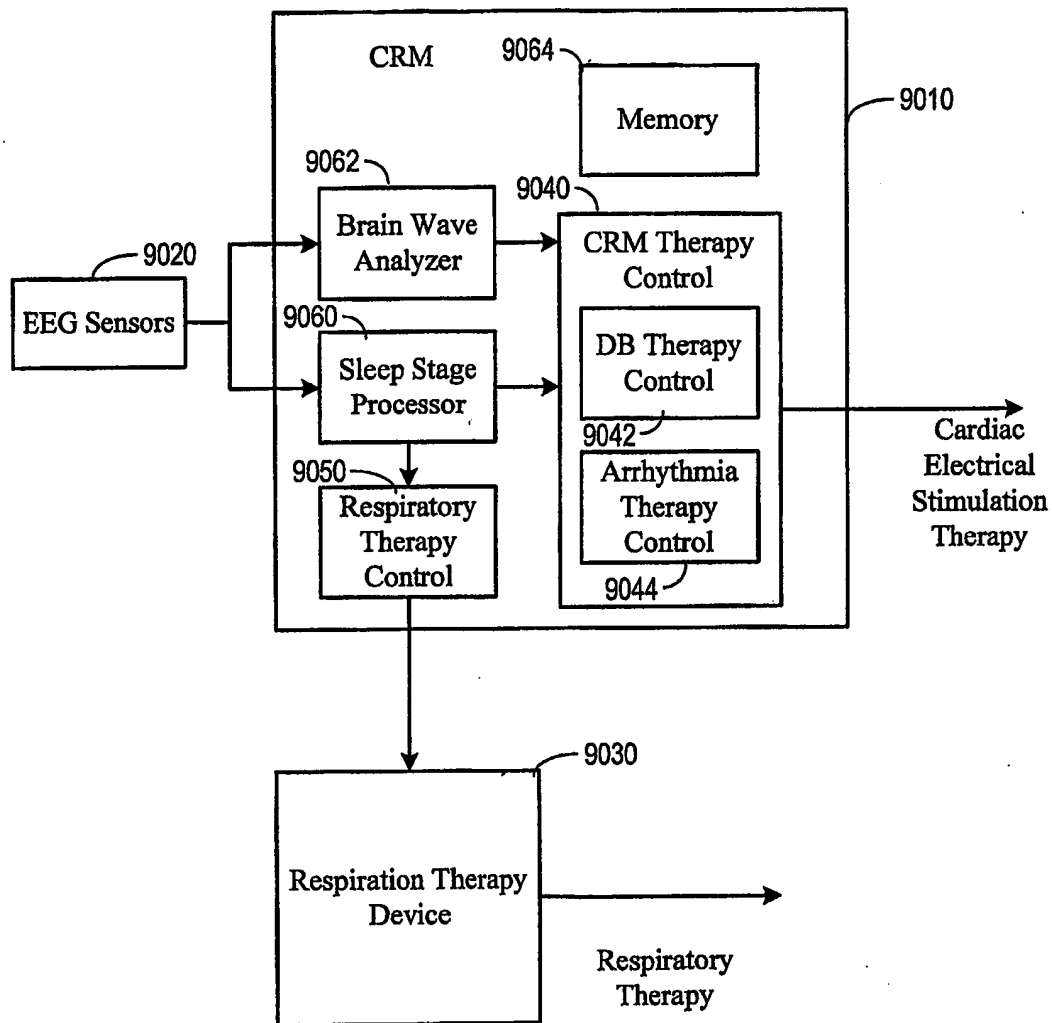 CRM
9064
Memory
9010
9062
Brain Wave
Analyzer
9040
CRM Therapy
Control
9020
EEG Sensors
9060
Sleep Stage
Processor
DB Therapy
Control
9042
Cardiac
Electrical
Stimulation
Therapy
9050
Respiratory
Therapy
Control
Arrhythmia
Therapy
Control
9044
9030
Respiration Therapy
Device
Respiratory
Therapy